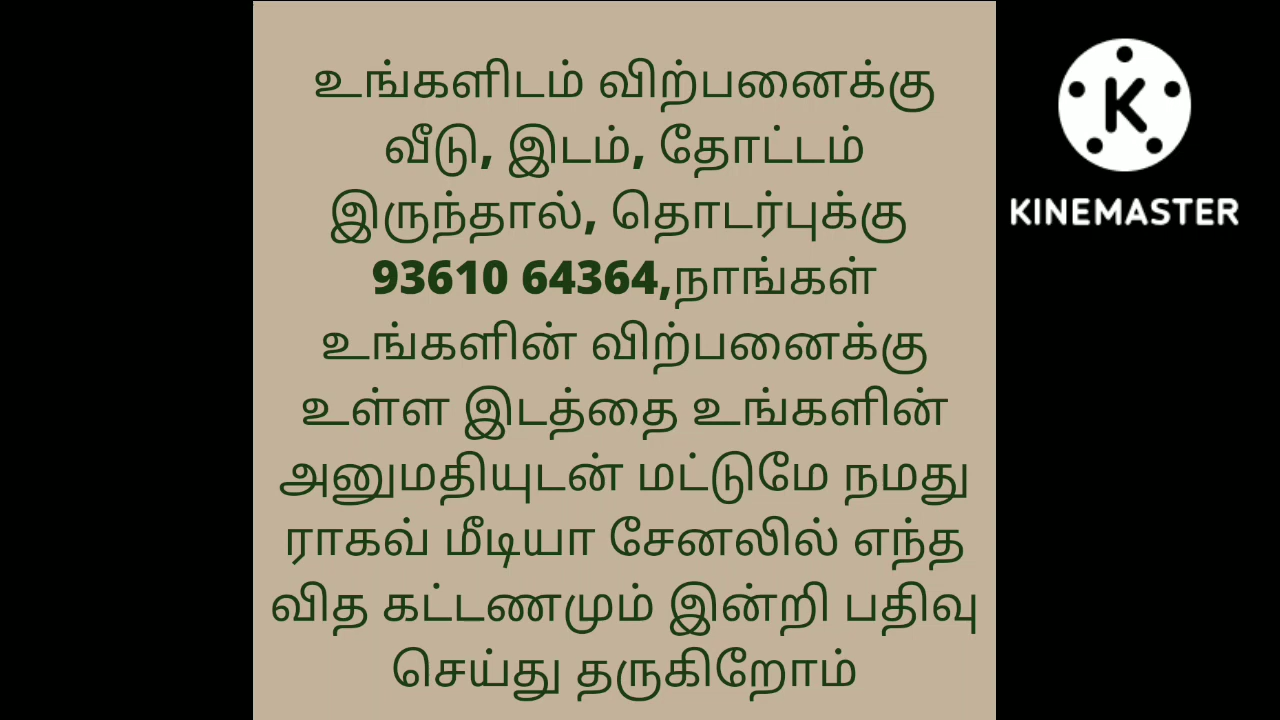 உங்களிடம் விற்பனைக்கு
வீடு, இடம், தோட்டம்
இருந்தால், தொடர்புக்கு
93610 64364,நாங்கள்
உங்களின் விற்பனைக்கு
உள்ள இடத்தை உங்களின்
அனுமதியுடன் மட்டுமே நமது
ராகவ் மீடியா சேனலில் எந்த
வித கட்டணமும் இன்றி பதிவு
செய்து தருகிறோம்
K
KINEMASTER